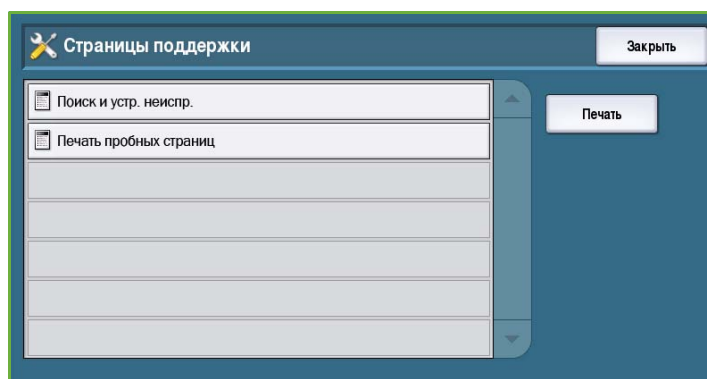 Страницы поддержки
Закрыть
Поиск и устр. неиспр.
Печать
Печать пробных страниц